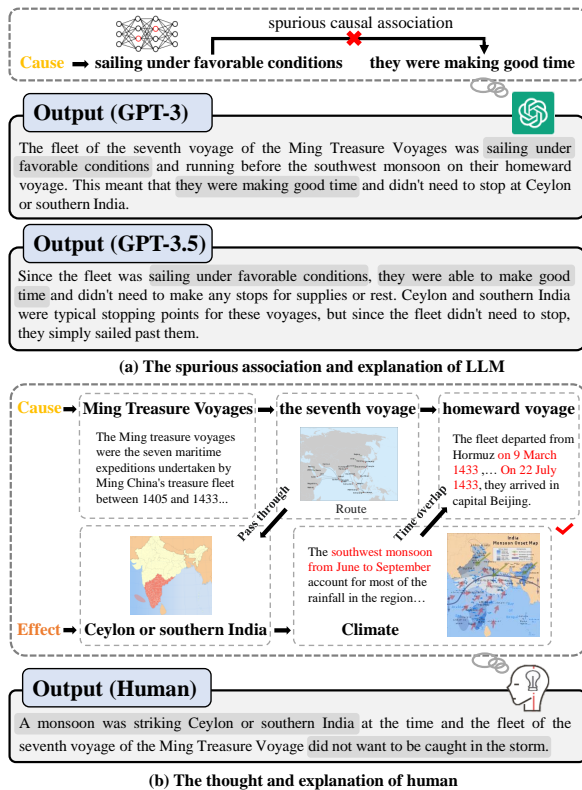 spurious causal association
Cause
sailing under favorable conditions
they were making good time
Output (GPT-3)
The fleet of the seventh voyage of the Ming Treasure Voyages was sailing under
favorable conditions and running before the southwest monsoon on their homeward
voyage. This meant that they were making good time and didn't need to stop at Ceylon
or southern India.
Output (GPT-3.5)
Since the fleet was sailing under favorable conditions, they were able to make good
time and didn't need to make any stops for supplies or rest. Ceylon and southern India
were typical stopping points for these voyages, but since the fleet didn't need to stop,
they simply sailed past them.
(a) The spurious association and explanation of LLM
Cause
Ming Treasure Voyages
the seventh voyage
homeward voyage
The Ming treasure voyages
were the seven maritime
expeditions undertaken by
Ming China's treasure fleet
between 1405 and 1433...
Route
The fleet departed from
Hormuz on 9 March
1433 ,… On 22 July
1433, they arrived in
capital Beijing.
Pass through
Time overlap
The southwest monsoon
from June to September
account for most of the
rainfall in the region…
India
Monsoon Onset Map
Effect
Ceylon or southern India
Climate
Output (Human)
A monsoon was striking Ceylon or southern India at the time and the fleet of the
seventh voyage of the Ming Treasure Voyage did not want to be caught in the storm.
(b) The thought and explanation of human